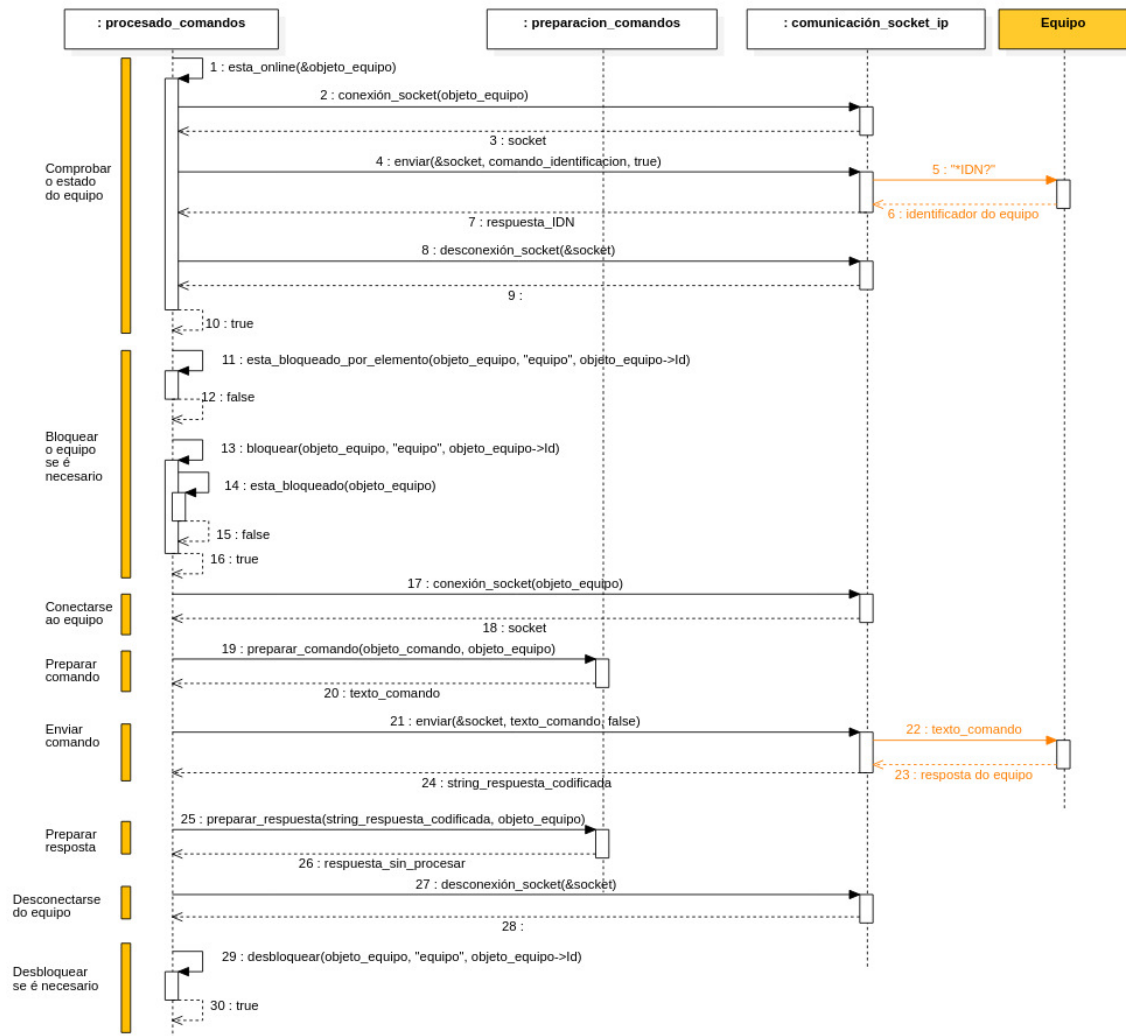 : procesado_comandos
: preparacion_comandos
: comunicación_socket_ip
Equipo
1 : esta_online(&objeto_equipo)
2 : conexión_socket(objeto_equipo)
3 : socket
Comprobar
o estado
do equipo
4 : enviar(&socket, comando_identificacion, true)
5 : "*IDN?"
6 : identificador do equipo
7 : respuesta_IDN
8 : desconexión_socket(&socket)
9 :
10 : true
11 : esta_bloqueado_por_elemento(objeto_equipo, "equipo", objeto_equipo->Id)
12 : false
Bloquear
o equipo
se é
necesario
13 : bloquear(objeto_equipo, "equipo", objeto_equipo->Id)
14 : esta_bloqueado(objeto_equipo)
15 : false
16 : true
17 : conexión_socket(objeto_equipo)
Conectarse
ao equipo
18 : socket
19 : preparar_comando(objeto_comando, objeto_equipo)
Preparar
comando
20 : texto_comando
21 : enviar(&socket, texto_comando, false)
Enviar
comando
22 : texto_comando
23 : resposta do equipo
24 : string_respuesta_codificada
25 : preparar_respuesta(string_respuesta_codificada, objeto_equipo)
Preparar
resposta
26 : respuesta_sin_procesar
27 : desconexión_socket(&socket)
Desconectarse
do equipo
28 :
29 : desbloquear(objeto_equipo, "equipo", objeto_equipo->Id)
Desbloquear
se é necesario
30 : true